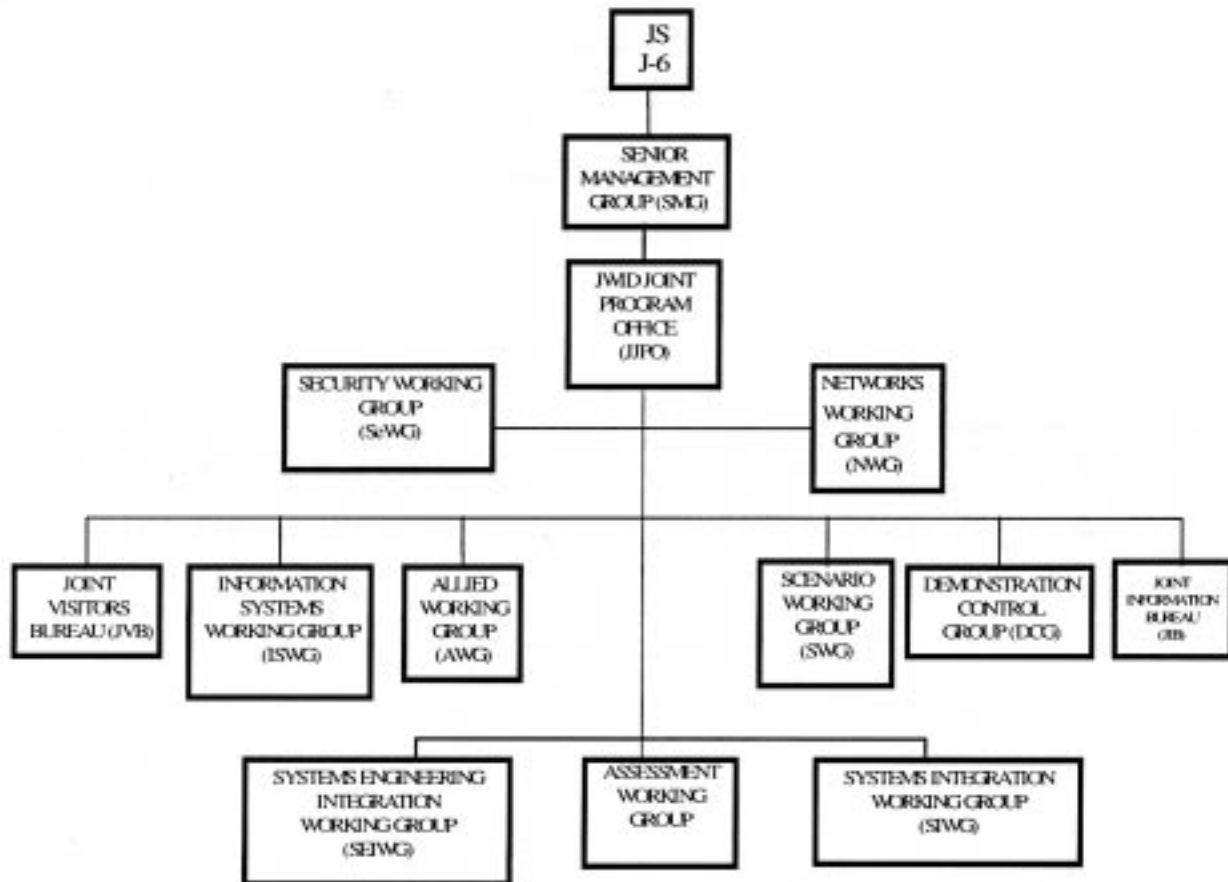 JS
J-6
SENIOR
MANAGEMENT
GROUP (SMG)
JWID JOINT
PROGRAM
OFFICE
(JJPO)
SECURITY WORKING
GROUP
(SeWG)
NETWORKS
WORKING
GROUP
(NWG)
JOINT
VISITORS
BUREAU (JVB)
INFORMATION
SYSTEMS
WORKING GROUP
(ISWG)
ALLIED
WORKING
GROUP
(AWG)
SCENARIO
WORKING
GROUP
(SWG)
DEMONSTRATION
CONTROL
GROUP (DCG)
JOINT
INFORMATION
BUREAU
(JIB)
SYSTEMS ENGINEERING
INTEGRATION
WORKING GROUP
(SEIWG)
ASSESSMENT
WORKING
GROUP
SYSTEMS INTEGRATION
WORKING GROUP
(SIWG)